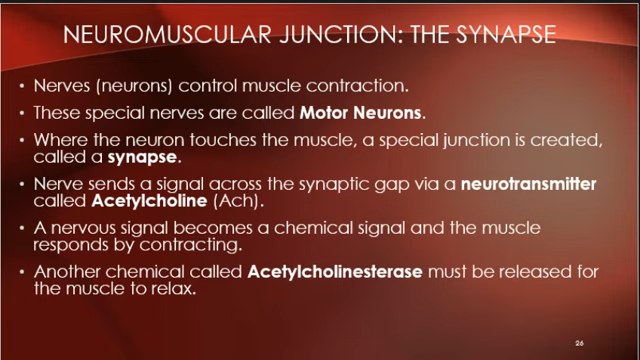 NEUROMUSCULAR JUNCTION: THE SYNAPSE
• Nerves (neurons) control muscle contraction.
• These special nerves are called Motor Neurons.
• Where the neuron touches the muscle, a special junction is created,
called a synapse.
• Nerve sends a signal across the synaptic gap via a neurotransmitter
called Acetylcholine (Ach).
• A nervous signal becomes a chemical signal and the muscle
responds by contracting.
• Another chemical called Acetylcholinesterase must be released for
the muscle to relax.
26